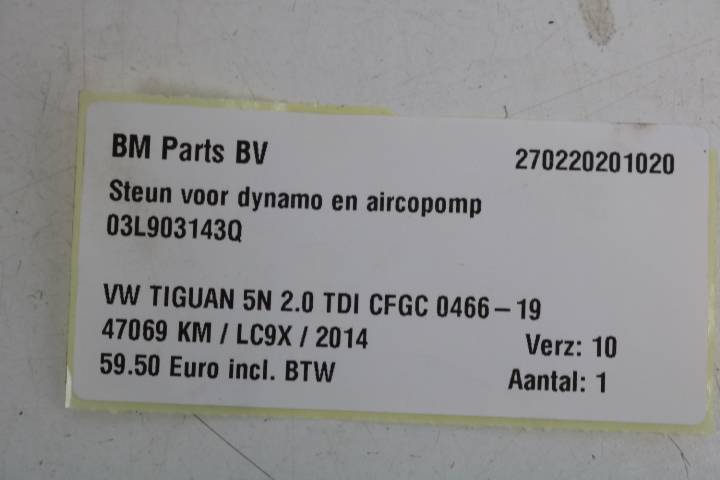 BM Parts BV 270220201020
Steun voor dynamo en aircopomp
03L903143Q
VW TIGUAN 5N 2.0 TDI CFGC 0466-19
47069 KM / LC9X / 2014 Verz: 10
59.50 Euro incl. BTW Aantal: 1